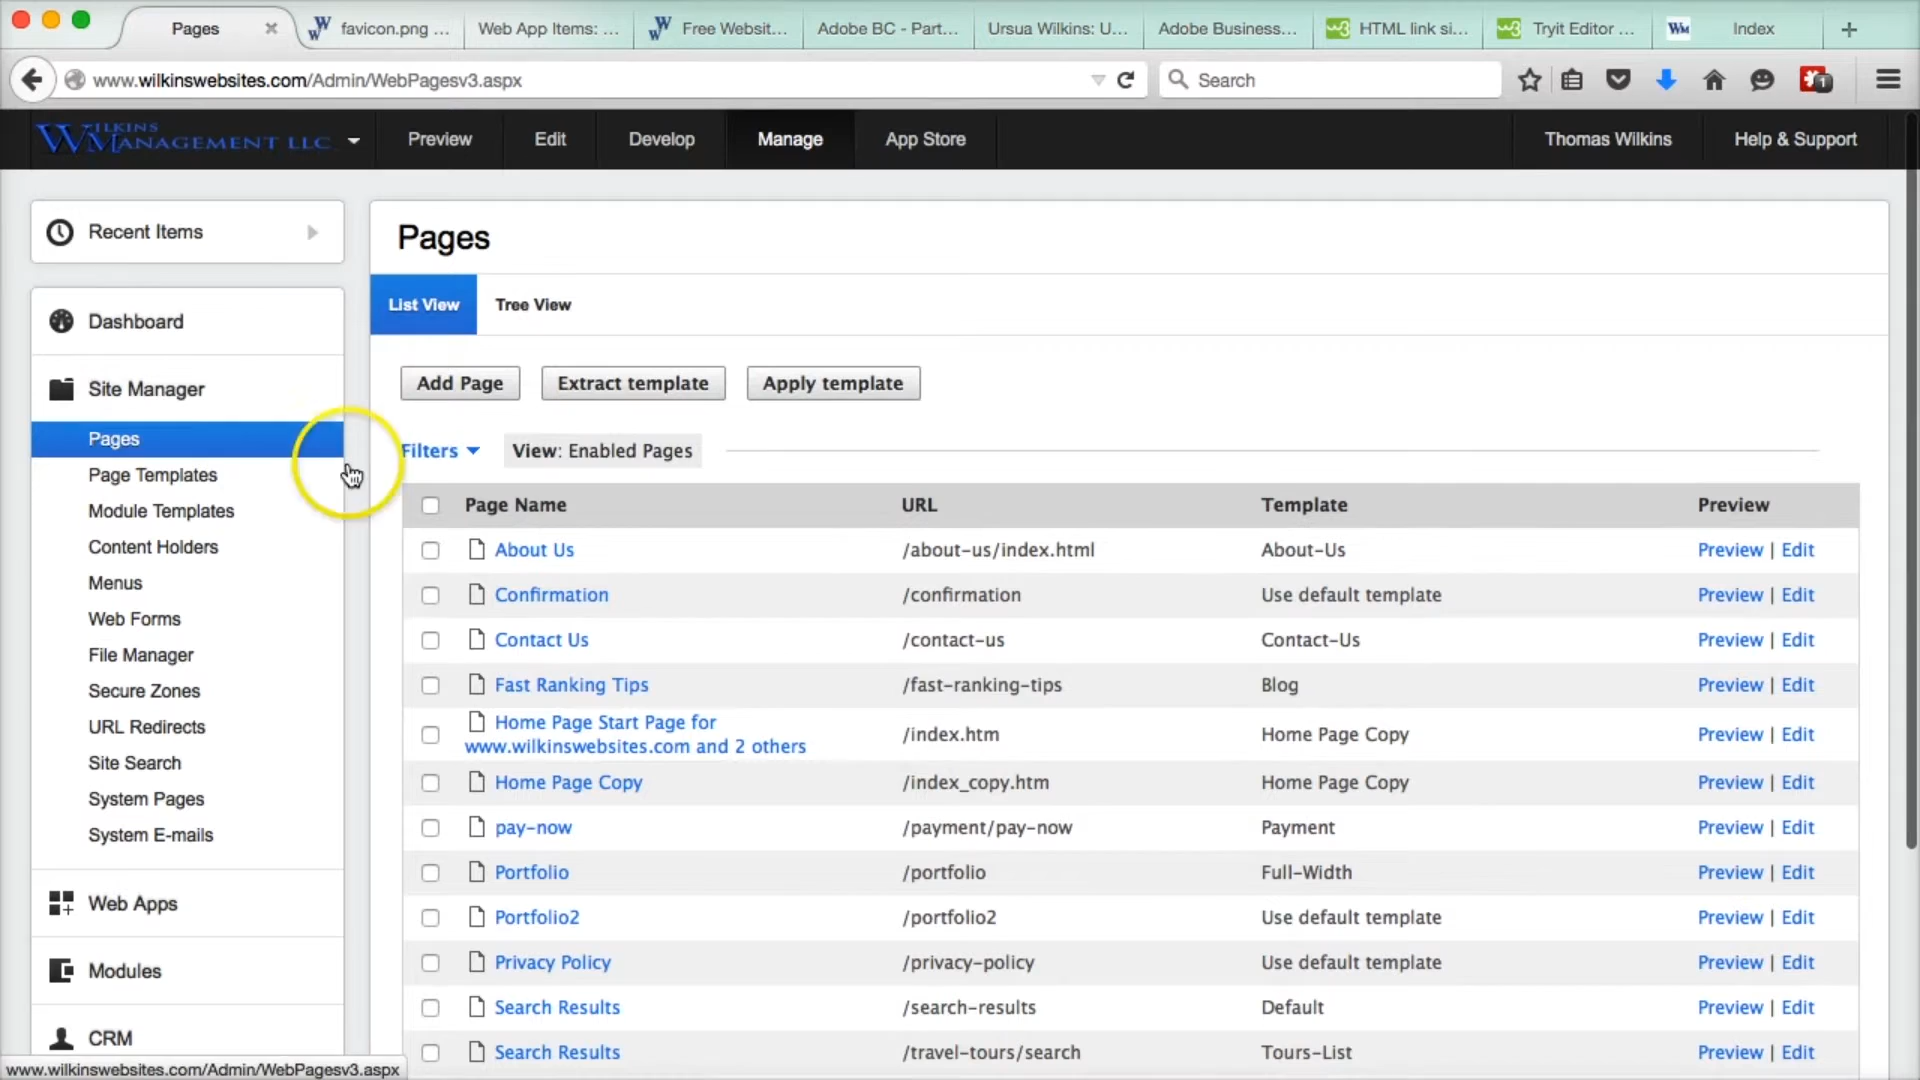 Pages
favicon.png ...
Web App Items: ...
Free Websit...
Adobe BC - Part...
Ursua Wilkins: U...
Adobe Business...
HTML link si...
Tryit Editor ...
Index
www.wilkinswebsites.com/Admin/WebPagesv3.aspx
Search
1
WILKINS MANAGEMENT LLC
Preview
Edit
Develop
Manage
App Store
Thomas Wilkins
Help & Support
Recent Items
Dashboard
Site Manager
Pages
Page Templates
Module Templates
Content Holders
Menus
Web Forms
File Manager
Secure Zones
URL Redirects
Site Search
System Pages
System E-mails
Web Apps
Modules
CRM
www.wilkinswebsites.com/Admin/WebPagesv3.aspx
Pages
List View
Tree View
Add Page
Extract template
Apply template
Filters
View: Enabled Pages
Page Name URL Template Preview
About Us /about-us/index.html About-Us Preview | Edit
Confirmation /confirmation Use default template Preview | Edit
Contact Us /contact-us Contact-Us Preview | Edit
Fast Ranking Tips /fast-ranking-tips Blog Preview | Edit
Home Page Start Page for
www.wilkinswebsites.com and 2 others /index.htm Home Page Copy Preview | Edit
Home Page Copy /index_copy.htm Home Page Copy Preview | Edit
pay-now /payment/pay-now Payment Preview | Edit
Portfolio /portfolio Full-Width Preview | Edit
Portfolio2 /portfolio2 Use default template Preview | Edit
Privacy Policy /privacy-policy Use default template Preview | Edit
Search Results /search-results Default Preview | Edit
Search Results /travel-tours/search Tours-List Preview | Edit